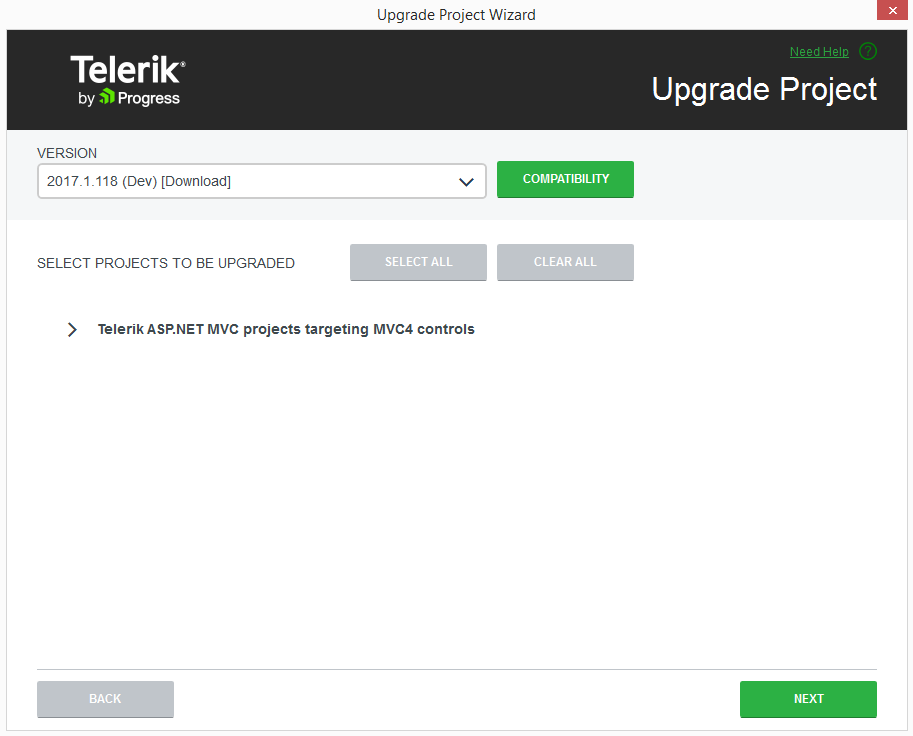 Upgrade Project Wizard
Need Help ?
Telerik®
by Progress
Upgrade Project
VERSION
2017.1.118 (Dev) [Download]
COMPATIBILITY
SELECT PROJECTS TO BE UPGRADED
SELECT ALL
CLEAR ALL
Telerik ASP.NET MVC projects targeting MVC4 controls
BACK
NEXT